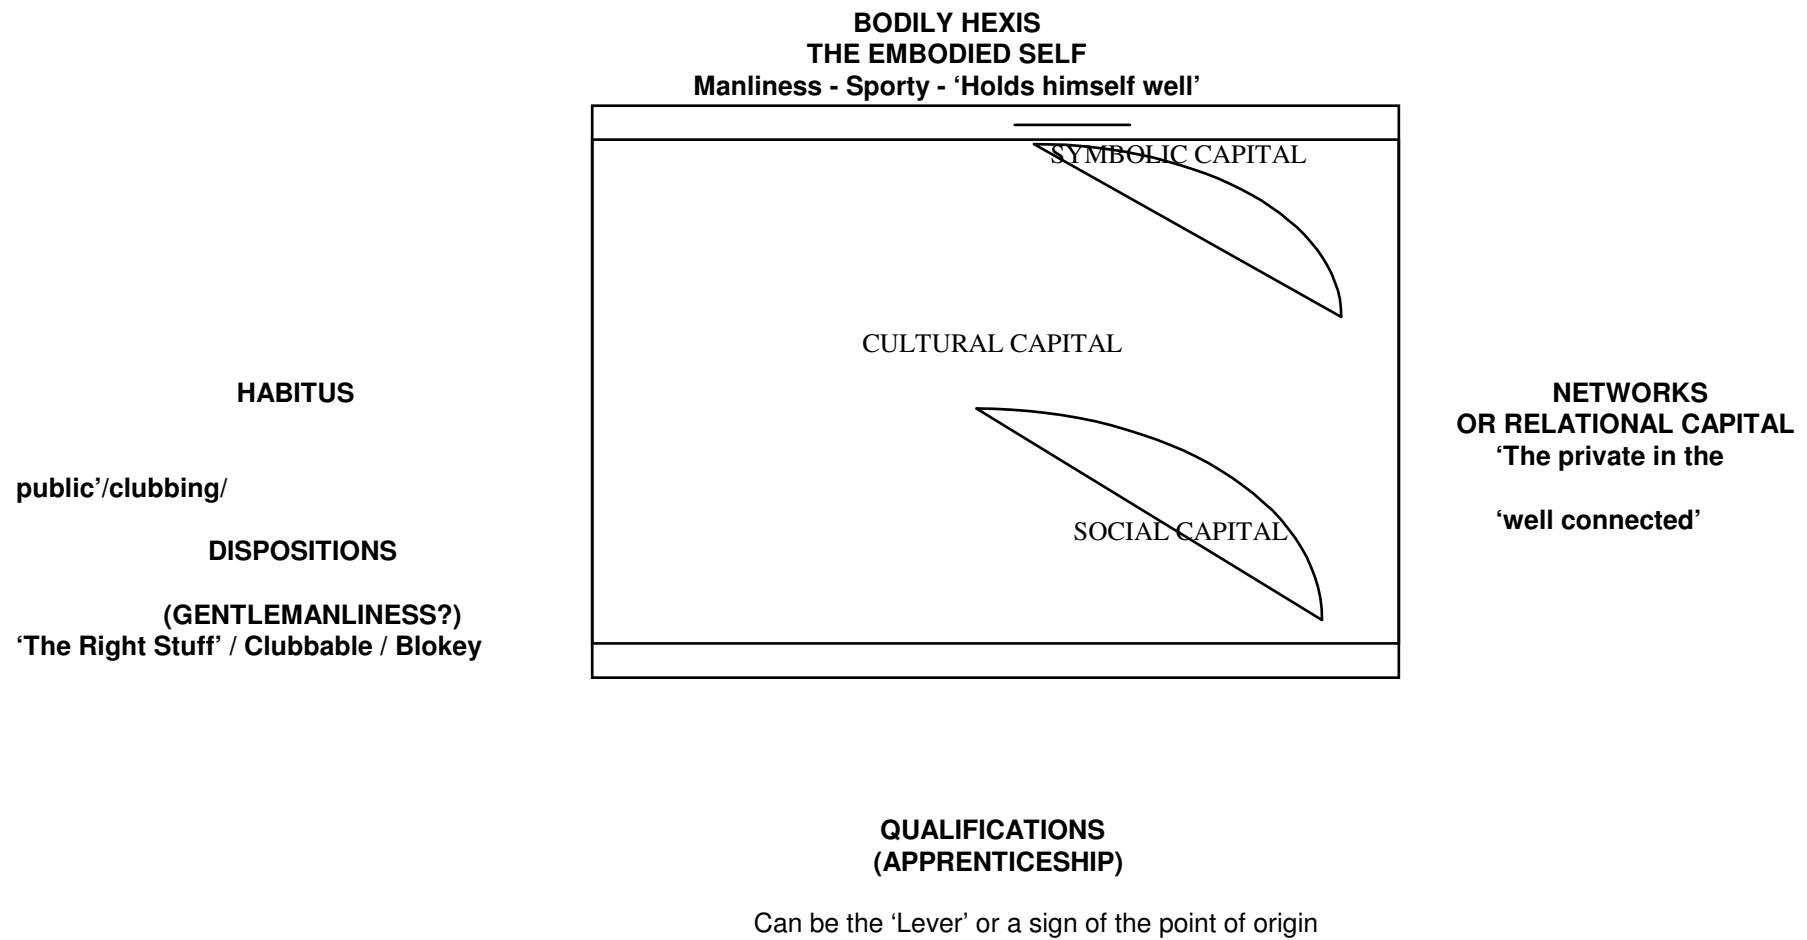 BODILY HEXIS
THE EMBODIED SELF
Manliness - Sporty - ‘Holds himself well’
SYMBOLIC CAPITAL
CULTURAL CAPITAL
HABITUS
NETWORKS
OR RELATIONAL CAPITAL
‘The private in the
public’/clubbing/
‘well connected’
SOCIAL CAPITAL
DISPOSITIONS
(GENTLEMANLINESS?)
‘The Right Stuff’ / Clubbable / Blokey
QUALIFICATIONS
(APPRENTICESHIP)
Can be the ‘Lever’ or a sign of the point of origin